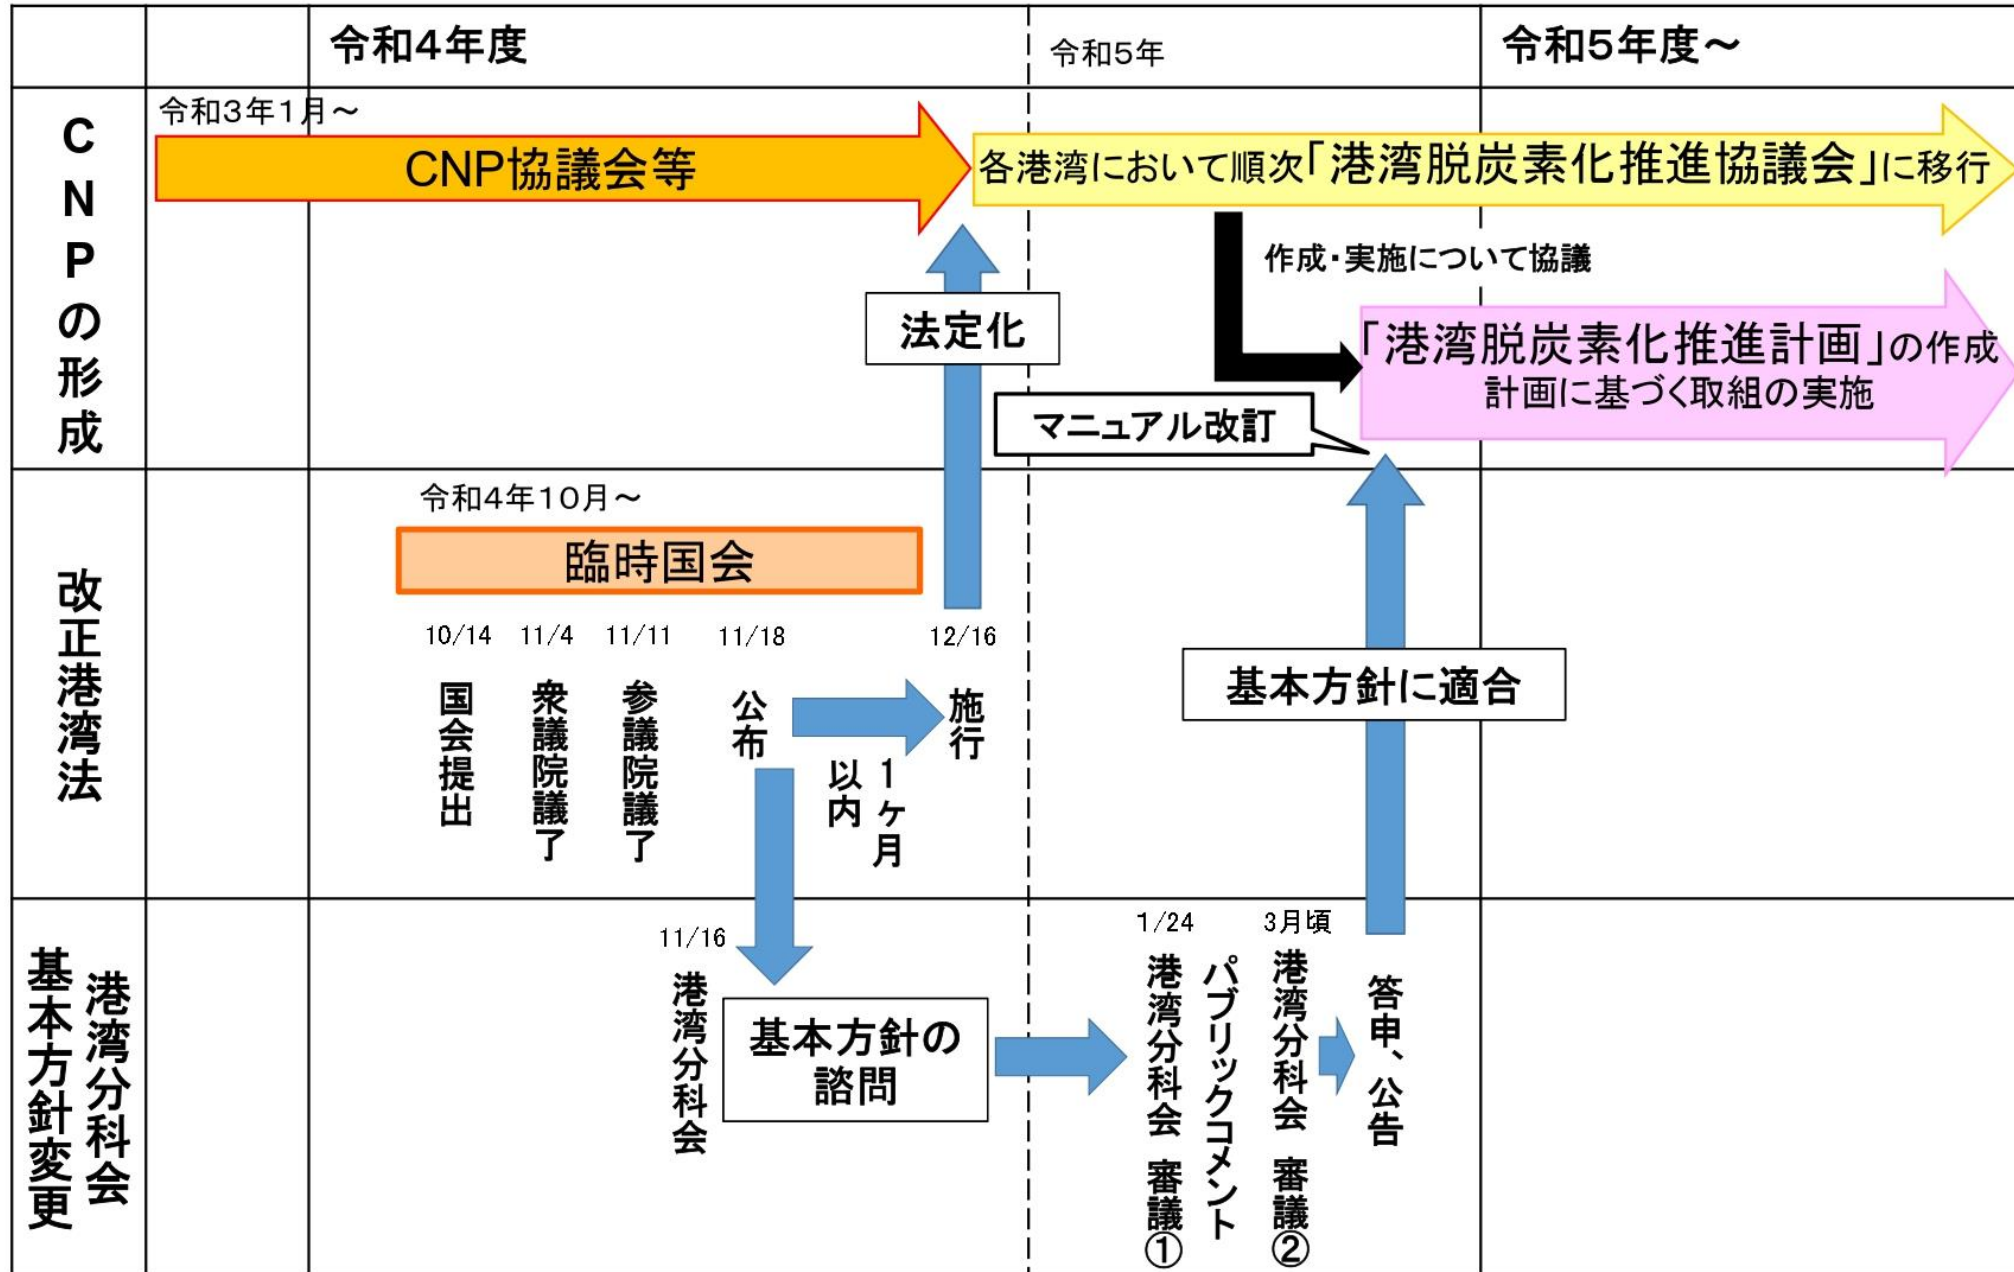 令和4年度
令和5年
令和5年度～
CNPの形成
令和3年1月～
CNP協議会等
各港湾において順次「港湾脱炭素化推進協議会」に移行
作成・実施について協議
法定化
「港湾脱炭素化推進計画」の作成
計画に基づく取組の実施
マニュアル改訂
改正港湾法
令和4年10月～
臨時国会
10/14
国会提出
11/4
衆議院議了
11/11
参議院議了
11/18
公布
1ヶ月
以内
12/16
施行
基本方針に適合
港湾分科会
基本方針変更
11/16
港湾分科会
基本方針の
諮問
1/24
港湾分科会 審議①
パブリックコメント
3月頃
港湾分科会 審議②
答申、公告